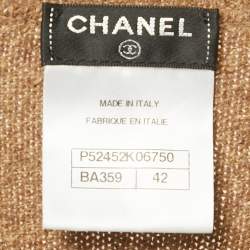 CHANEL
MADE IN ITALY
FABRIQUE EN ITALIE
P52452K06750
BA359 42